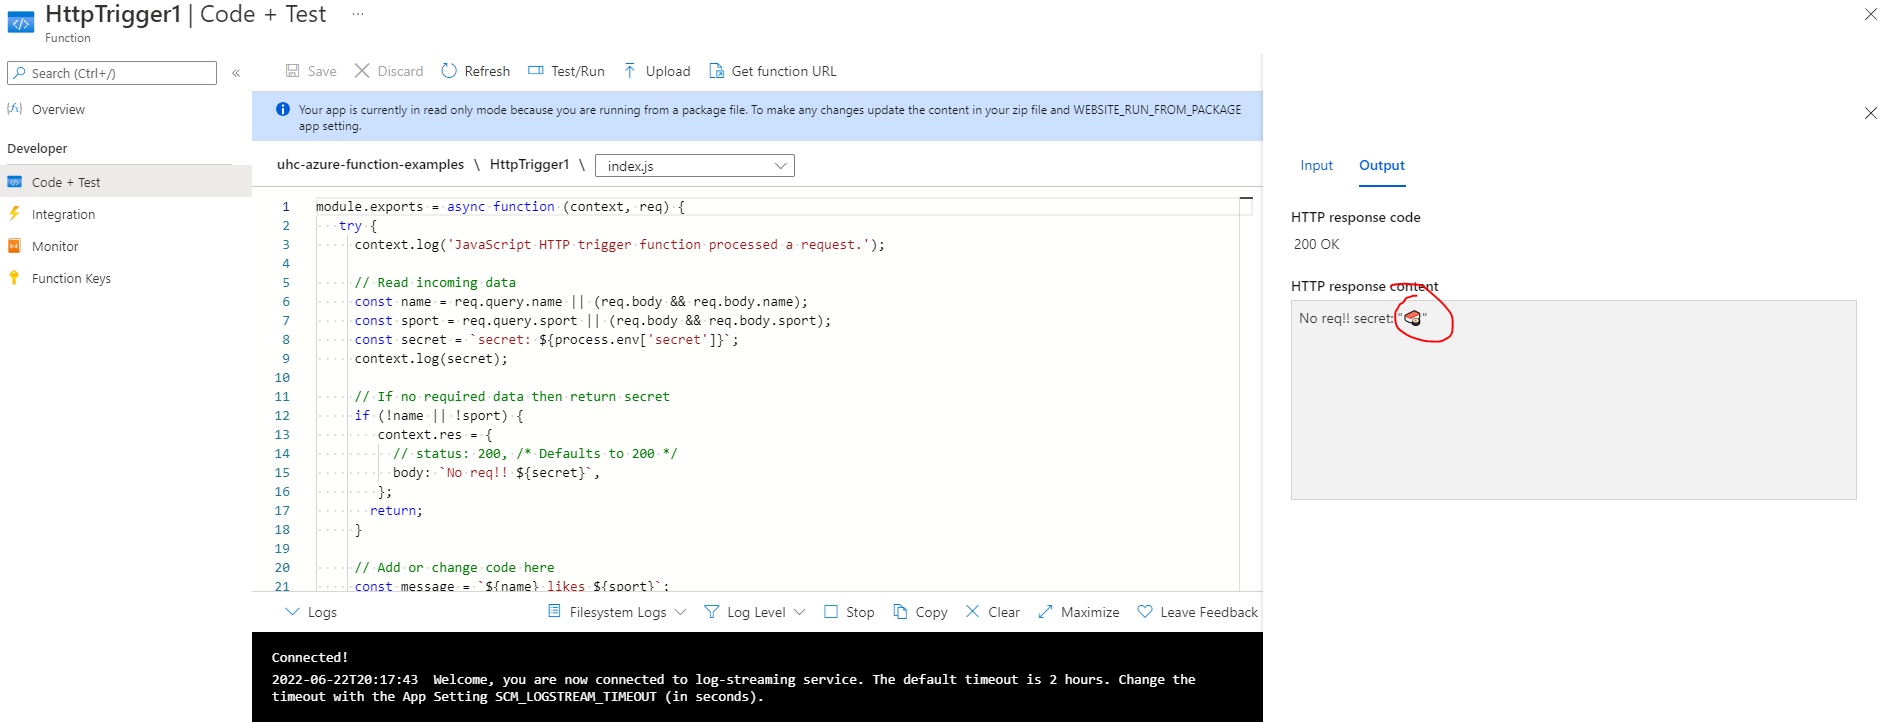 HttpTrigger1 | Code + Test ...
Function
Search (Ctrl+/)
«
Overview
Developer
Code + Test
Integration
Monitor
Function Keys
Save Discard Refresh Test/Run Upload Get function URL
Your app is currently in read only mode because you are running from a package file. To make any changes update the content in your zip file and WEBSITE_RUN_FROM_PACKAGE
app setting.
uhc-azure-function-examples \ HttpTrigger1 \ index.js
1 module.exports = async function (context, req) {
2 try {
3 context.log('JavaScript HTTP trigger function processed a request.');
4
5 // Read incoming data
6 const name = req.query.name || (req.body && req.body.name);
7 const sport = req.query.sport || (req.body && req.body.sport);
8 const secret = `secret: ${process.env['secret']}`;
9 context.log(secret);
10
11 // If no required data then return secret
12 if (!name || !sport) {
13 context.res = {
14 // status: 200, /* Defaults to 200 */
15 body: `No req!! ${secret}`,
16 };
17 return;
18 }
19
20 // Add or change code here
21 const message = `${name} likes ${sport}`;
Logs Filesystem Logs Log Level Stop Copy Clear Maximize Leave Feedback
Connected!
2022-06-22T20:17:43 Welcome, you are now connected to log-streaming service. The default timeout is 2 hours. Change the
timeout with the App Setting SCM_LOGSTREAM_TIMEOUT (in seconds).
Input Output
HTTP response code
200 OK
HTTP response content
No req!! secret: "🍣"